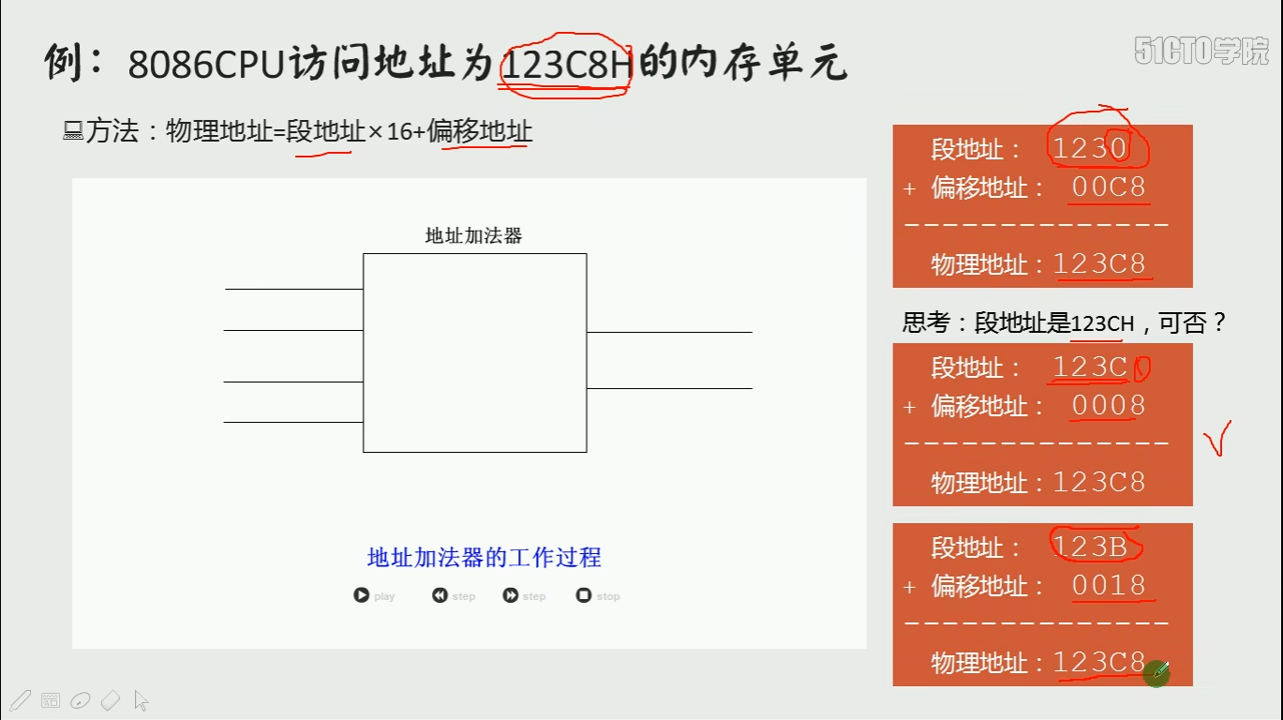 例：8086CPU访问地址为123C8H的内存单元
51CTO学院
方法：物理地址=段地址×16+偏移地址
地址加法器
地址加法器的工作过程
play step step stop
段地址： 1230
+ 偏移地址： 00C8
--------------
物理地址：123C8
思考：段地址是123CH，可否？
段地址： 123C0
+ 偏移地址： 0008
--------------
物理地址：123C8
段地址： 123B
+ 偏移地址： 0018
--------------
物理地址：123C8